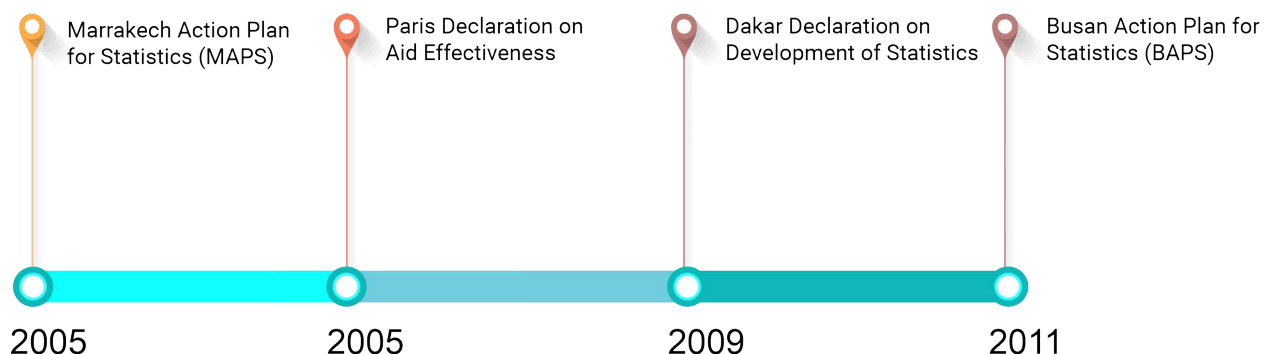 Marrakech Action Plan
for Statistics (MAPS)
Paris Declaration on
Aid Effectiveness
Dakar Declaration on
Development of Statistics
Busan Action Plan for
Statistics (BAPS)
2005
2005
2009
2011